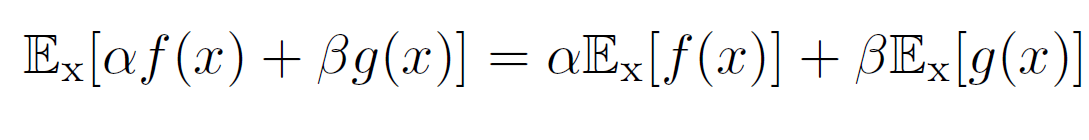 𝔼ₓ[αf(x) + βg(x)] = α𝔼ₓ[f(x)] + β𝔼ₓ[g(x)]